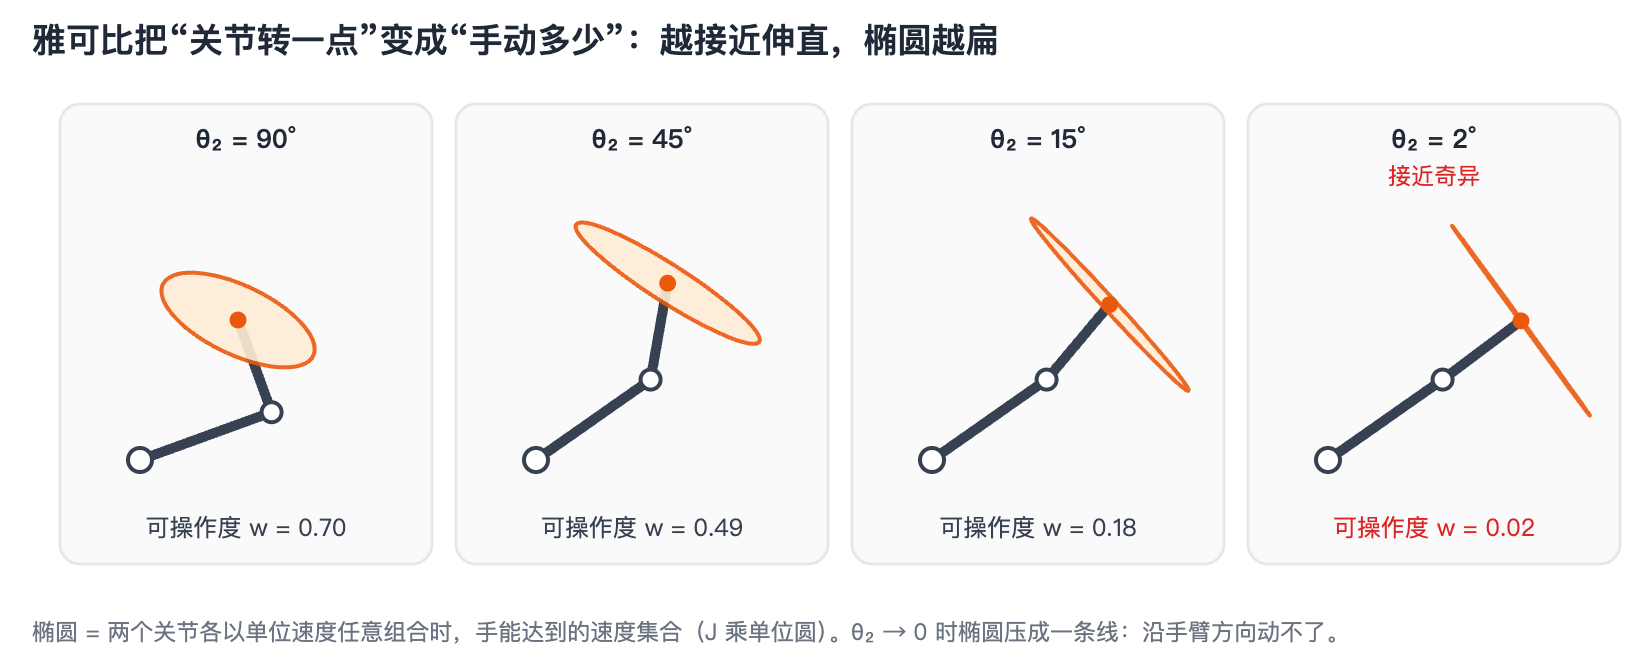 雅可比把“关节转一点”变成“手动多少”：越接近伸直，椭圆越扁
θ₂ = 90°
θ₂ = 45°
θ₂ = 15°
θ₂ = 2°
接近奇异
可操作度 w = 0.70
可操作度 w = 0.49
可操作度 w = 0.18
可操作度 w = 0.02
椭圆 = 两个关节各以单位速度任意组合时，手能达到的速度集合（J 乘单位圆）。θ₂ → 0 时椭圆压成一条线：沿手臂方向动不了。